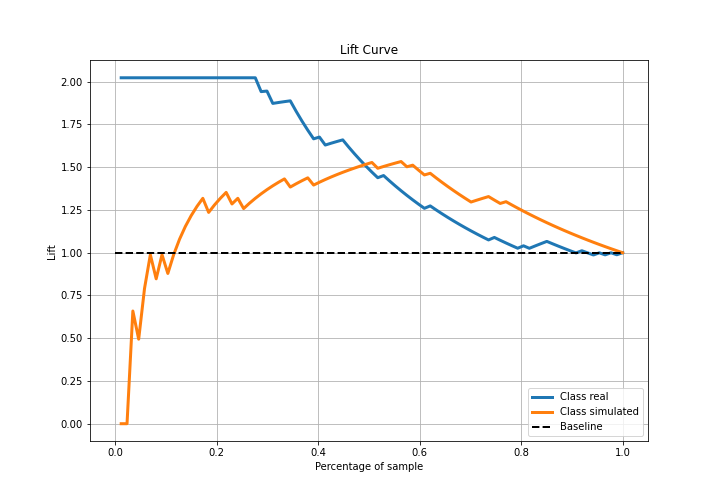 Lift Curve
Lift
2.00
1.75
1.50
1.25
1.00
0.75
0.50
0.25
0.00
0.0 0.2 0.4 0.6 0.8 1.0
Percentage of sample
Class real
Class simulated
Baseline